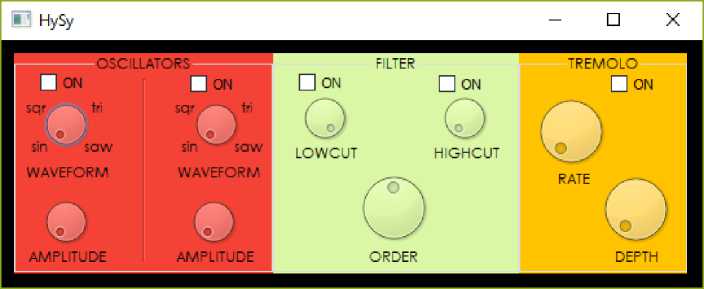 HySy
OSCILLATORS
ON
sqr tri
sin saw
WAVEFORM
AMPLITUDE
ON
sqr tri
sin saw
WAVEFORM
AMPLITUDE
FILTER
ON
LOWCUT
ON
HIGHCUT
ORDER
TREMOLO
ON
RATE
DEPTH